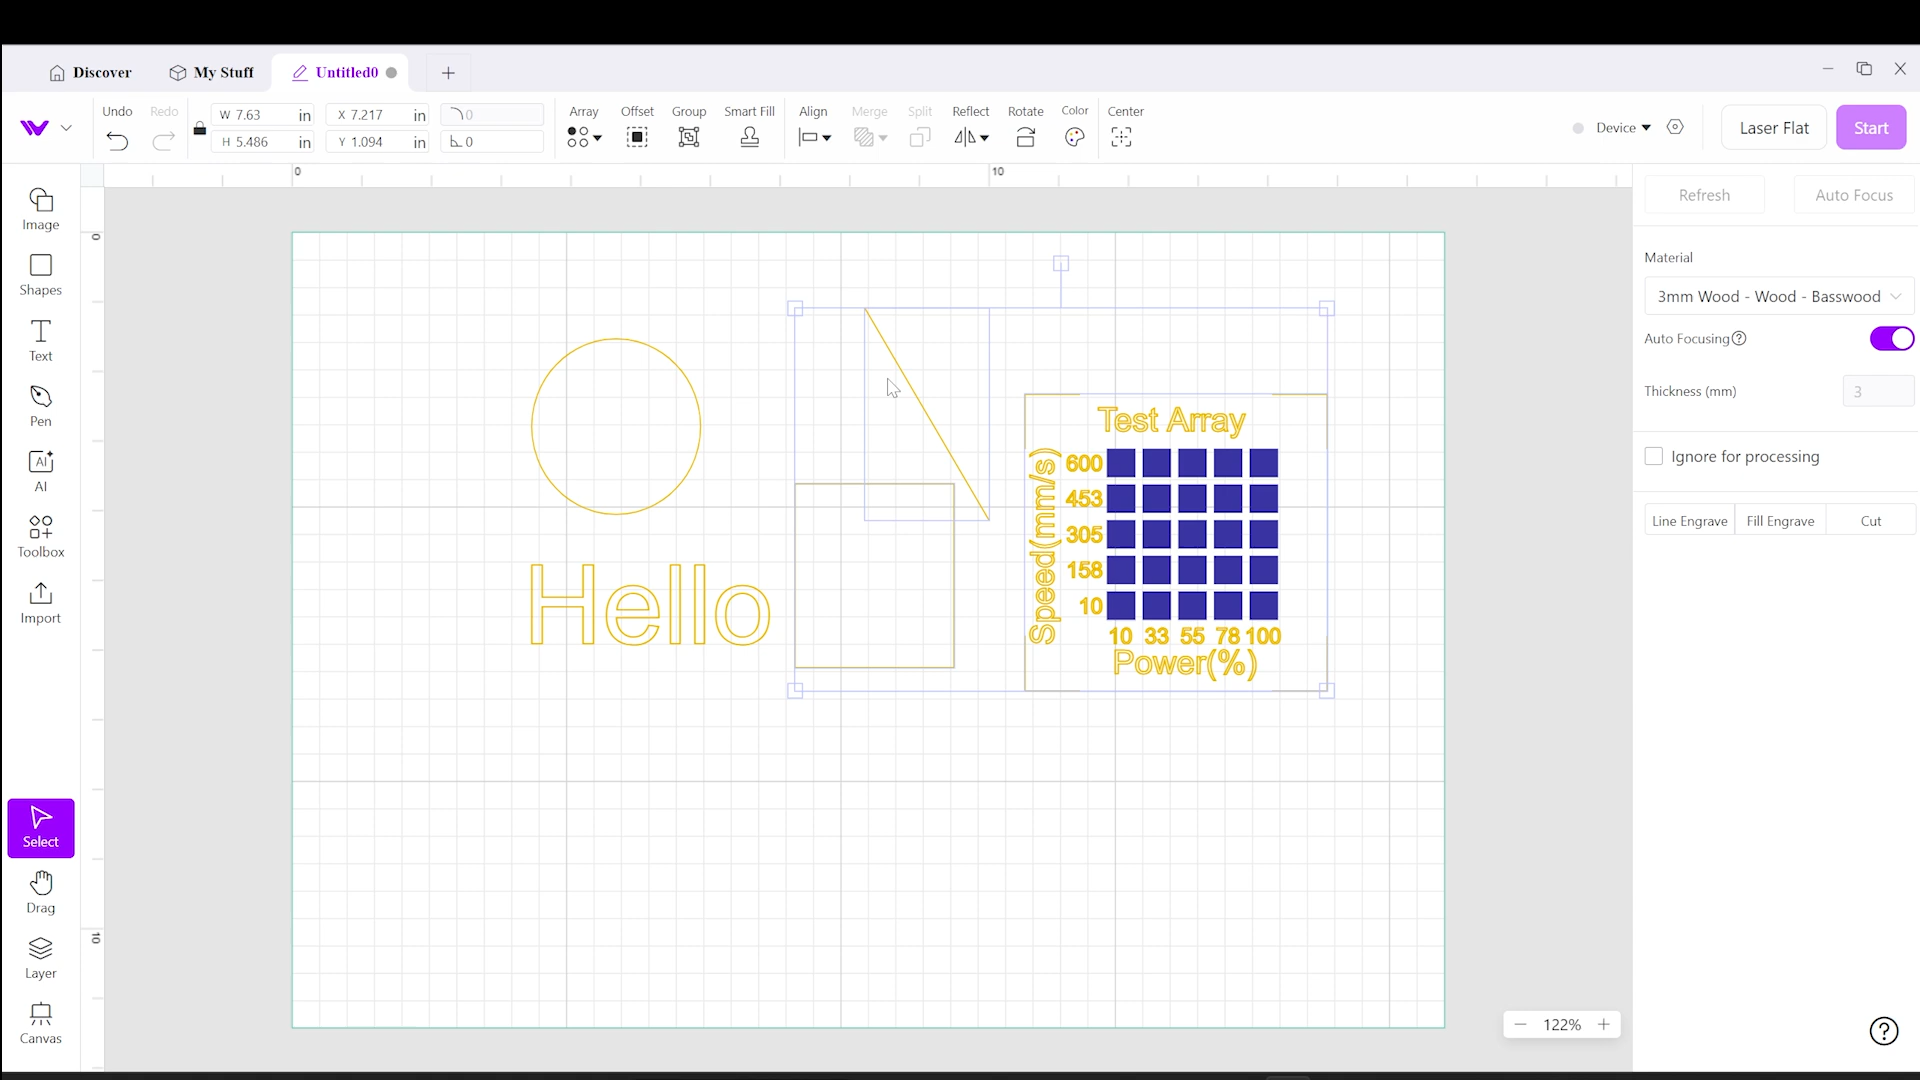 Discover
My Stuff
Untitled0
Undo
Redo
W 7.63 in
H 5.486 in
X 7.217 in
Y 1.094 in
0
0
Array
Offset
Group
Smart Fill
Align
Merge
Split
Reflect
Rotate
Color
Center
Device
Laser Flat
Start
0
10
0
10
Image
Shapes
Text
Pen
AI
AI
Toolbox
Import
Select
Drag
Layer
Canvas
Hello
Test Array
Speed(mm/s)
600
453
305
158
10
10 33 55 78 100
Power(%)
Refresh
Auto Focus
Material
3mm Wood - Wood - Basswood
Auto Focusing ?
Thickness (mm)
3
Ignore for processing
Line Engrave
Fill Engrave
Cut
122%
?